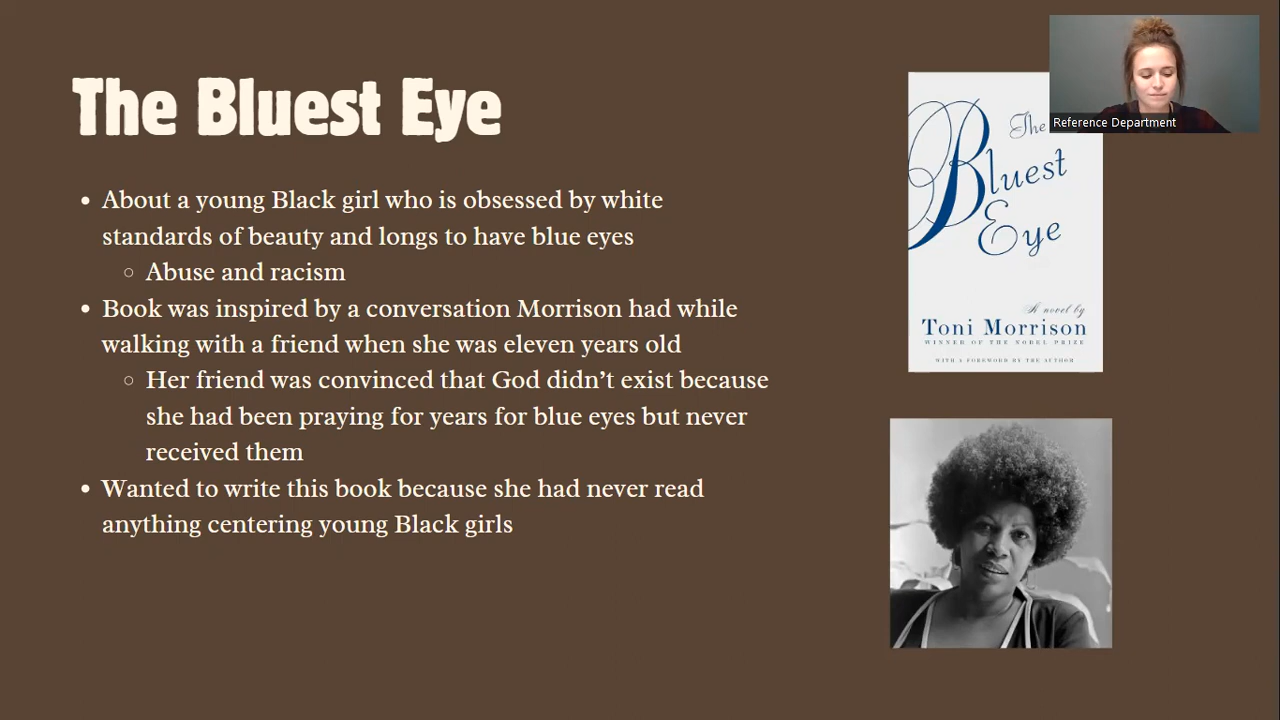 The Bluest Eye
• About a young Black girl who is obsessed by white
standards of beauty and longs to have blue eyes
○ Abuse and racism
• Book was inspired by a conversation Morrison had while
walking with a friend when she was eleven years old
○ Her friend was convinced that God didn’t exist because
she had been praying for years for blue eyes but never
received them
• Wanted to write this book because she had never read
anything centering young Black girls
Reference Department
The
Bluest
Eye
A novel by
Toni Morrison
WINNER OF THE NOBEL PRIZE
WITH A FOREWORD BY THE AUTHOR